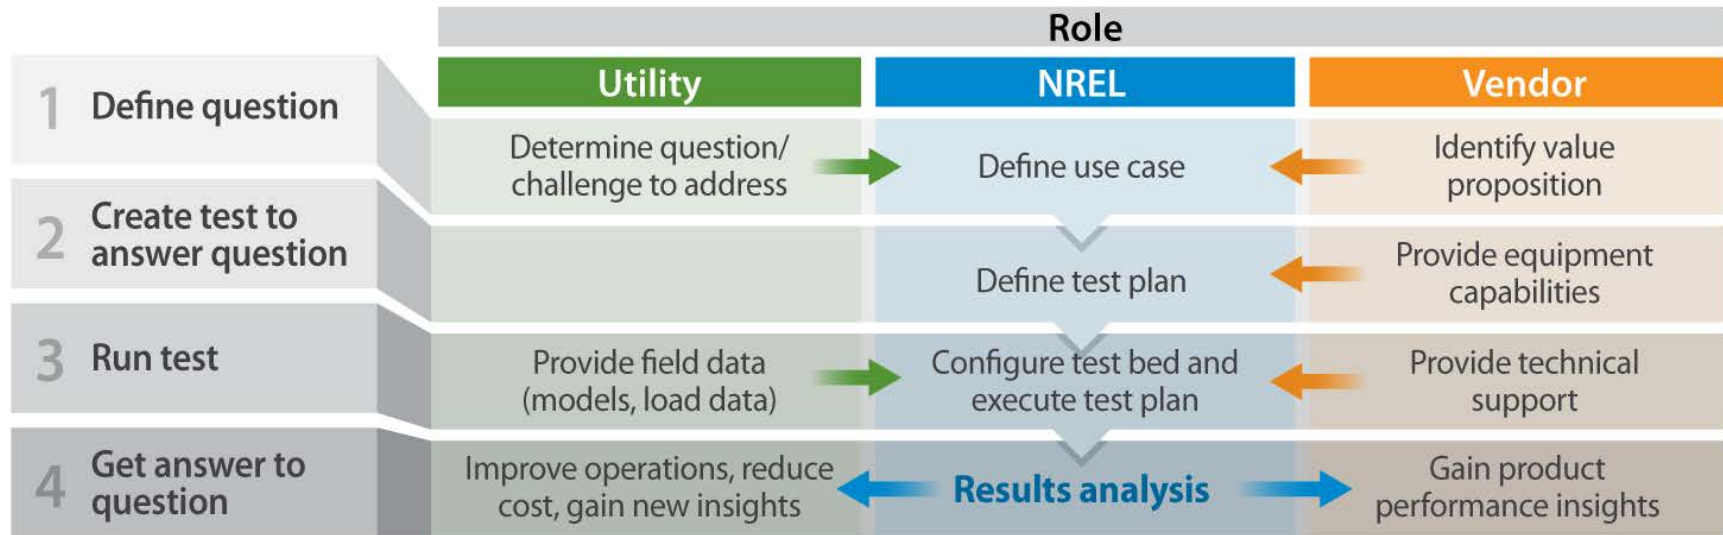 Role
Utility
NREL
Vendor
1
Define question
Determine question/
challenge to address
Define use case
Identify value
proposition
2
Create test to
answer question
Define test plan
Provide equipment
capabilities
3
Run test
Provide field data
(models, load data)
Configure test bed and
execute test plan
Provide technical
support
4
Get answer to
question
Improve operations, reduce
cost, gain new insights
Results analysis
Gain product
performance insights